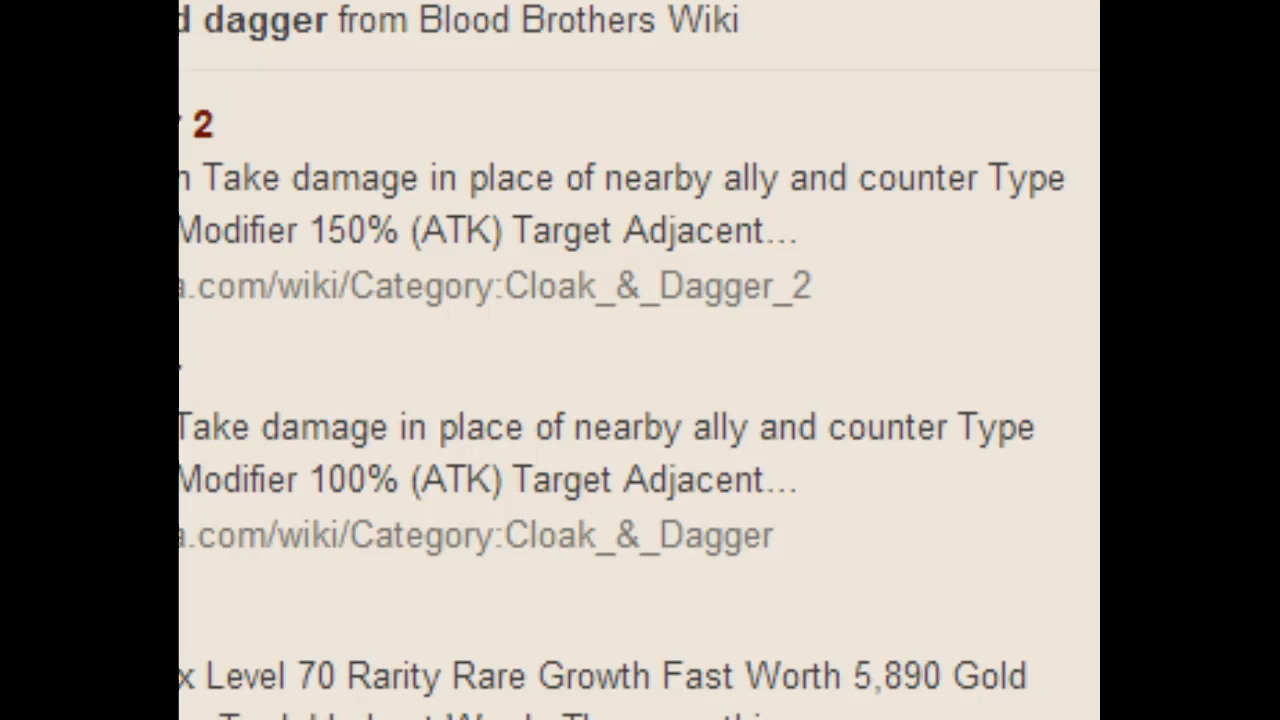 d dagger from Blood Brothers Wiki
2
Take damage in place of nearby ally and counter Type
Modifier 150% (ATK) Target Adjacent...
a.com/wiki/Category:Cloak_&_Dagger_2
Take damage in place of nearby ally and counter Type
Modifier 100% (ATK) Target Adjacent...
a.com/wiki/Category:Cloak_&_Dagger
x Level 70 Rarity Rare Growth Fast Worth 5,890 Gold